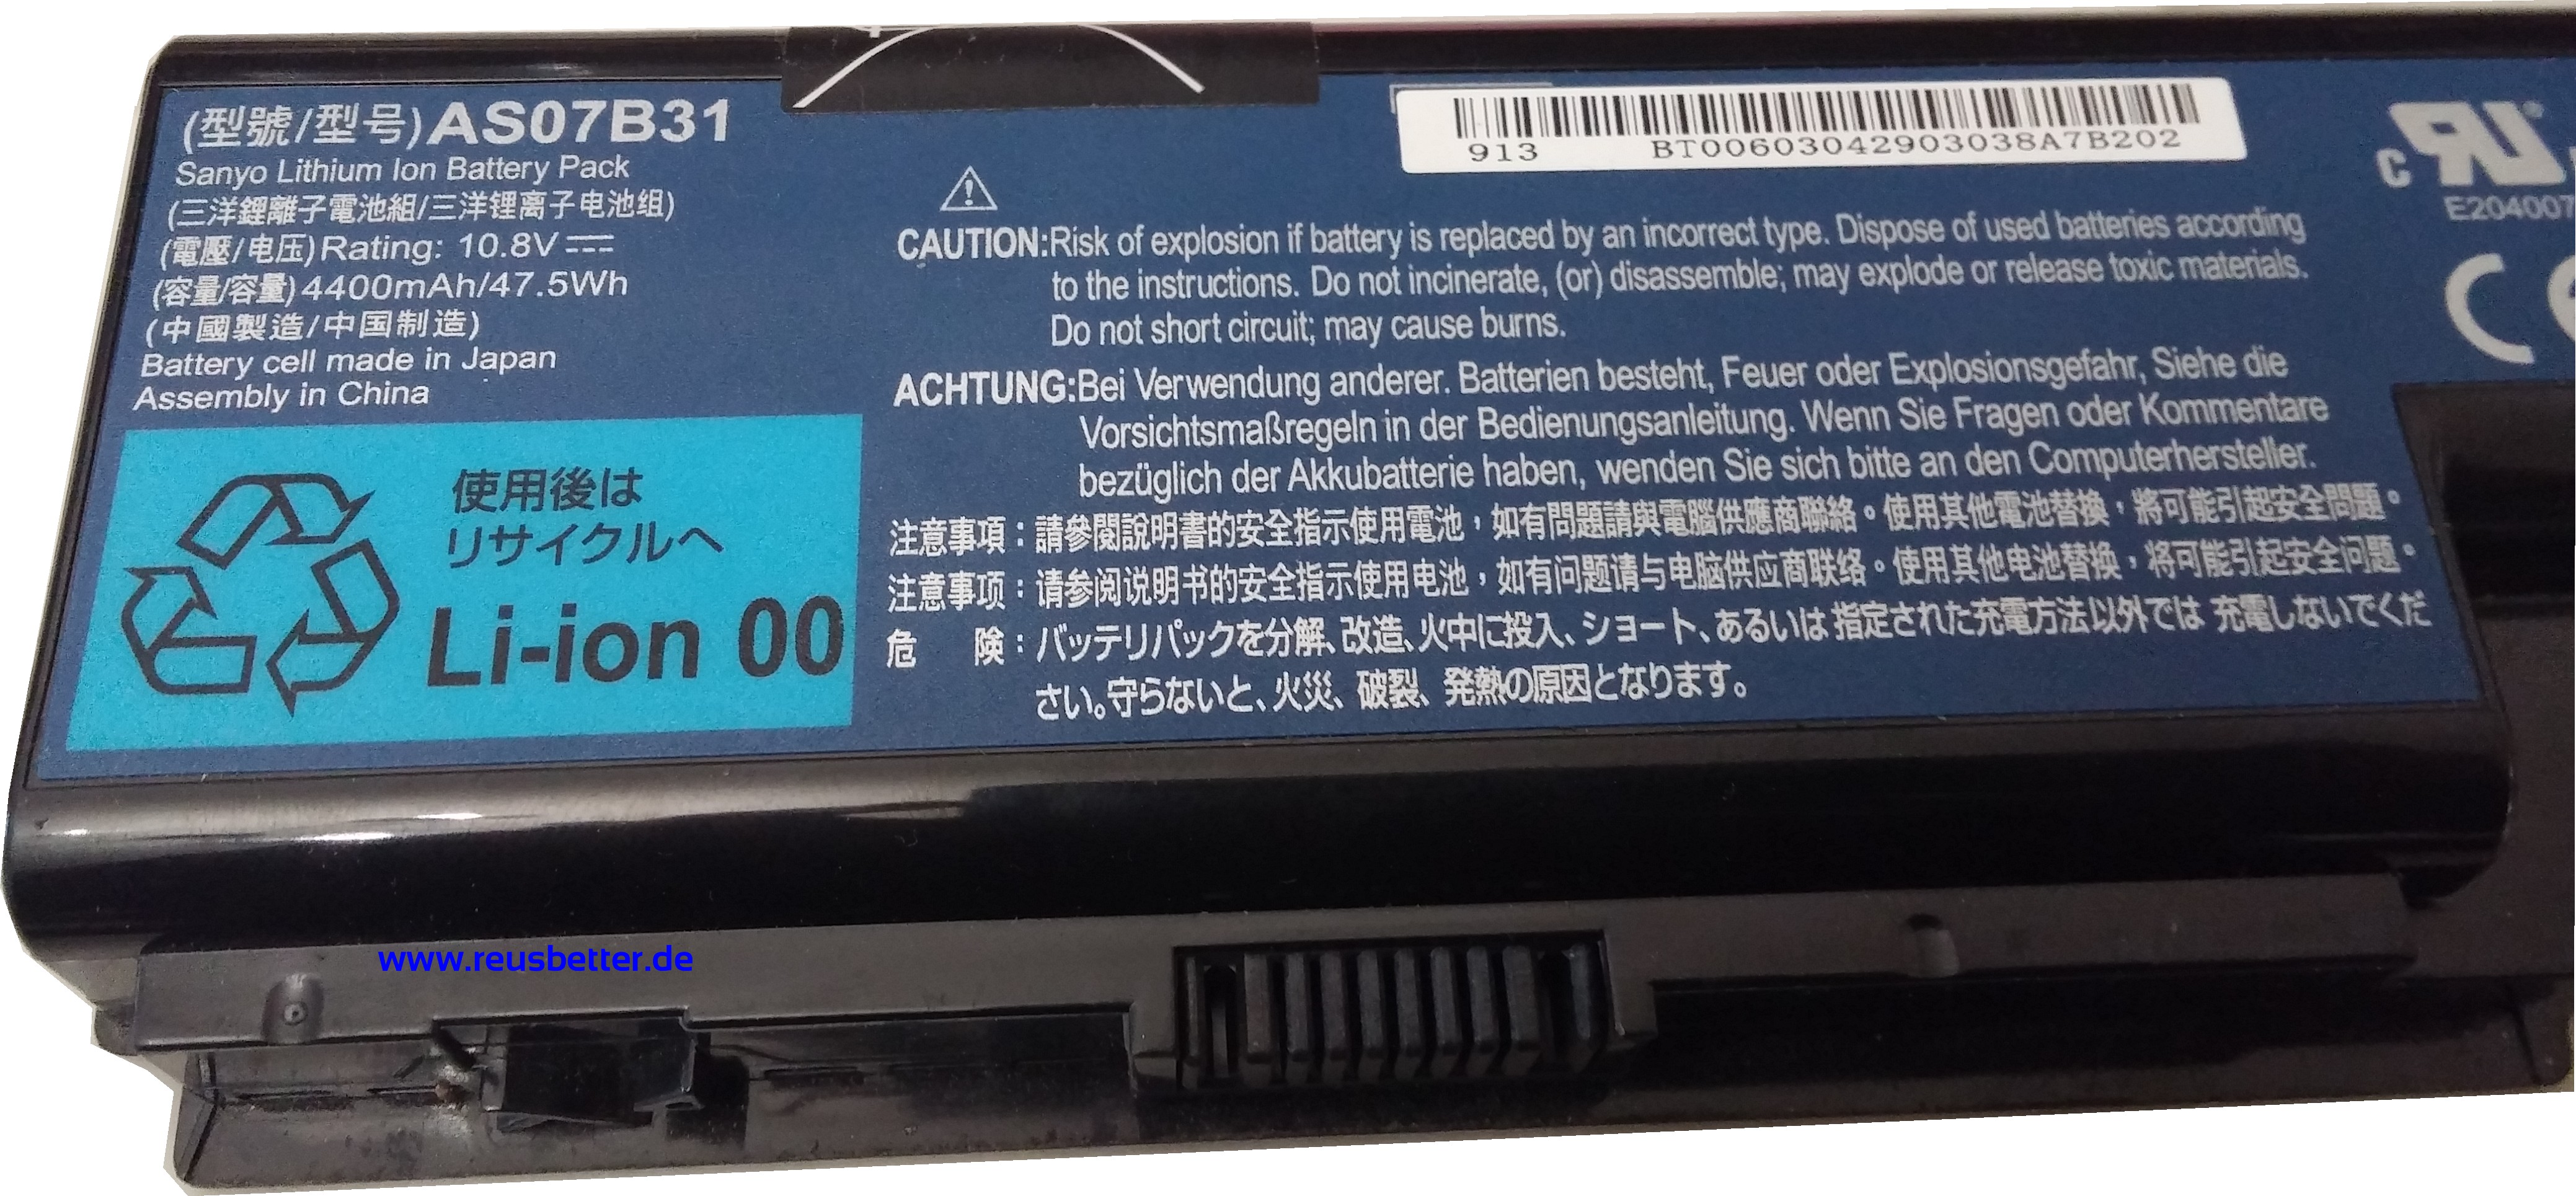 (型號/型号)AS07B31
Sanyo Lithium Ion Battery Pack
(三洋鋰離子電池組/三洋锂离子电池组)
(電壓/电压)Rating: 10.8V
(容量/容量)4400mAh/47.5Wh
(中國製造/中国制造)
Battery cell made in Japan
Assembly in China
使用後は
リサイクルへ
Li-ion 00
913 BT00603042903038A7B202
CAUTION:Risk of explosion if battery is replaced by an incorrect type. Dispose of used batteries according
to the instructions. Do not incinerate, (or) disassemble; may explode or release toxic materials.
Do not short circuit; may cause burns.
ACHTUNG:Bei Verwendung anderer. Batterien besteht, Feuer oder Explosionsgefahr, Siehe die
Vorsichtsmaßregeln in der Bedienungsanleitung. Wenn Sie Fragen oder Kommentare
bezüglich der Akkubatterie haben, wenden Sie sich bitte an den Computerhersteller.
注意事項：請參閱說明書的安全指示使用電池，如有問題請與電腦供應商聯絡。使用其他電池替換，將可能引起安全問題。
注意事项：请参阅说明书的安全指示使用电池，如有问题请与电脑供应商联络。使用其他电池替换，将可能引起安全问题。
危 険：バッテリパックを分解、改造、火中に投入、ショート、あるいは 指定された充電方法以外では 充電しないでくだ
さい。守らないと、火災、破裂、発熱の原因となります。
C RU
E204007
CE
www.reusbetter.de